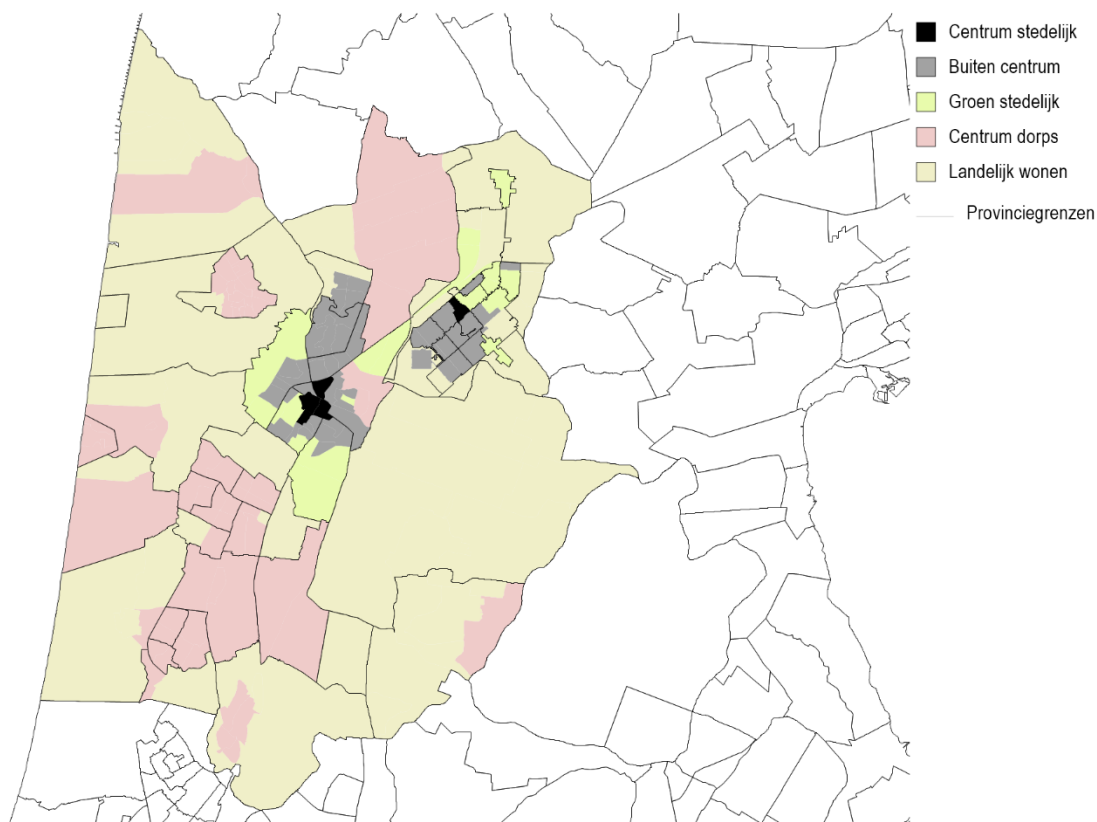 Centrum stedelijk
Buiten centrum
Groen stedelijk
Centrum dorps
Landelijk wonen
Provinciegrenzen